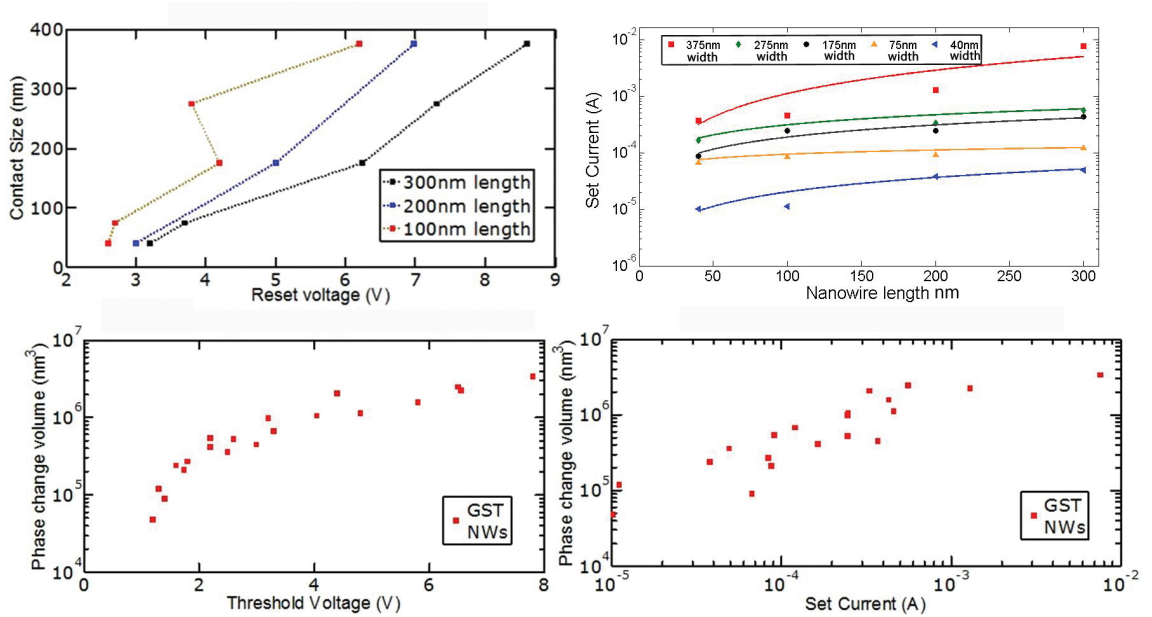 400
300
200
100
0
Contact Size (nm)
300nm length
200nm length
100nm length
2 3 4 5 6 7 8 9
Reset voltage (V)
10-2
10-3
10-4
10-5
10-6
Set Current (A)
375nm width
275nm width
175nm width
75nm width
40nm width
0 50 100 150 200 250 300
Nanowire length nm
10^7
10^6
10^5
10^4
Phase change volume (nm^3)
GST
NWs
0 2 4 6 8
Threshold Voltage (V)
10^7
10^6
10^5
10^4
Phase change volume (nm^3)
GST
NWs
10^-5 10^-4 10^-3 10^-2
Set Current (A)